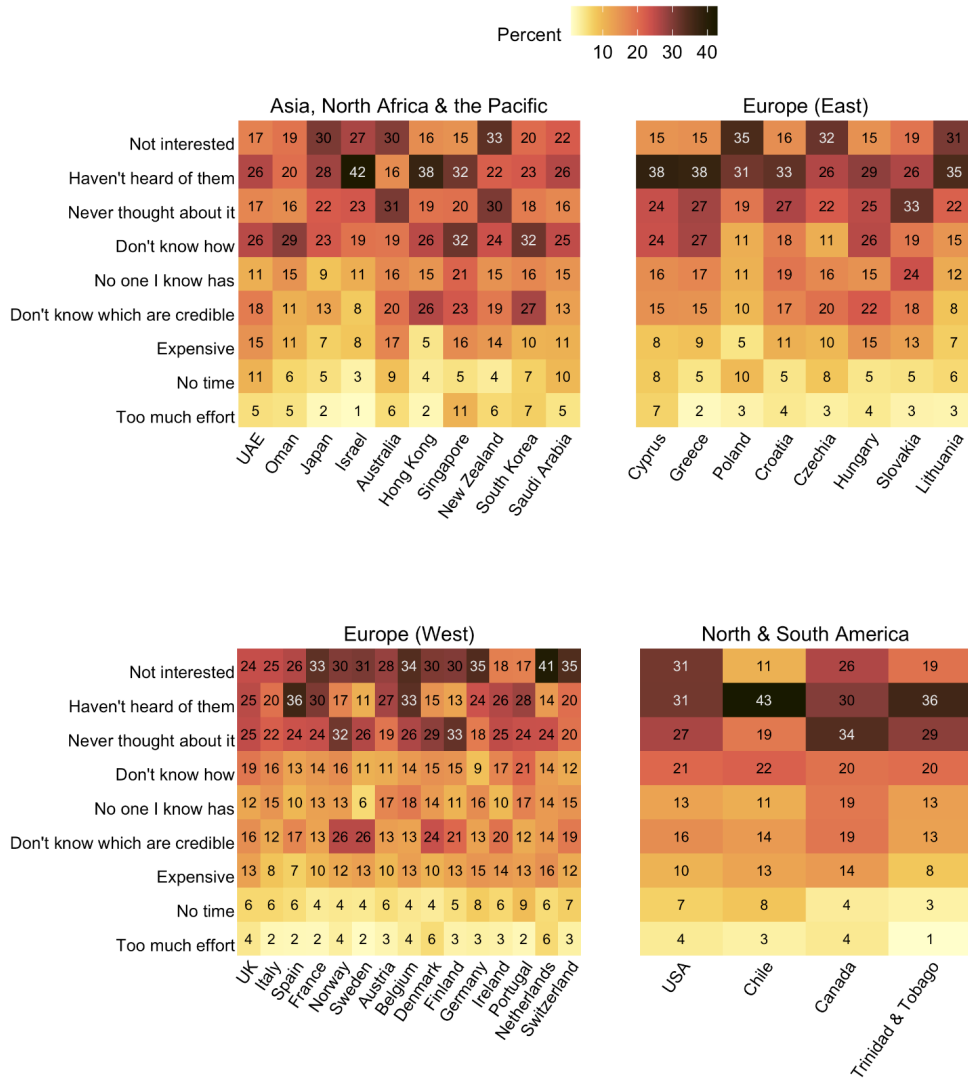 Percent
10 20 30 40
Asia, North Africa & the Pacific
Not interested 17 19 30 27 30 16 15 33 20 22
Haven't heard of them 26 20 28 42 16 38 32 22 23 26
Never thought about it 17 16 22 23 31 19 20 30 18 16
Don't know how 26 29 23 19 19 26 32 24 32 25
No one I know has 11 15 9 11 16 15 21 15 16 15
Don't know which are credible 18 11 13 8 20 26 23 19 27 13
Expensive 15 11 7 8 17 5 16 14 10 11
No time 11 6 5 3 9 4 5 4 7 10
Too much effort 5 5 2 1 6 2 11 6 7 5
UAE Oman Japan Israel Australia Hong Kong Singapore New Zealand South Korea Saudi Arabia
Europe (East)
15 15 35 16 32 15 19 31
38 38 31 33 26 29 26 35
24 27 19 27 22 25 33 22
24 27 11 18 11 26 19 15
16 17 11 19 16 15 24 12
15 15 10 17 20 22 18 8
8 9 5 11 10 15 13 7
8 5 10 5 8 5 5 6
7 2 3 4 3 4 3 3
Cyprus Greece Poland Croatia Czechia Hungary Slovakia Lithuania
Europe (West)
Not interested 24 25 26 33 30 31 28 34 30 30 35 18 17 41 35
Haven't heard of them 25 20 36 30 17 11 27 33 15 13 24 26 28 14 20
Never thought about it 25 22 24 24 32 26 19 26 29 33 18 25 24 24 20
Don't know how 19 16 13 14 16 11 11 14 15 15 9 17 21 14 12
No one I know has 12 15 10 13 13 6 17 18 14 11 16 10 17 14 15
Don't know which are credible 16 12 17 13 26 26 13 13 24 21 13 20 12 14 19
Expensive 13 8 7 10 12 13 10 13 10 13 15 14 13 16 12
No time 6 6 6 4 4 4 6 4 4 5 8 6 9 6 7
Too much effort 4 2 2 2 4 2 3 4 6 3 3 3 2 6 3
UK Italy Spain France Norway Sweden Austria Belgium Denmark Finland Germany Ireland Portugal Netherlands Switzerland
North & South America
31 11 26 19
31 43 30 36
27 19 34 29
21 22 20 20
13 11 19 13
16 14 19 13
10 13 14 8
7 8 4 3
4 3 4 1
USA Chile Canada Trinidad & Tobago